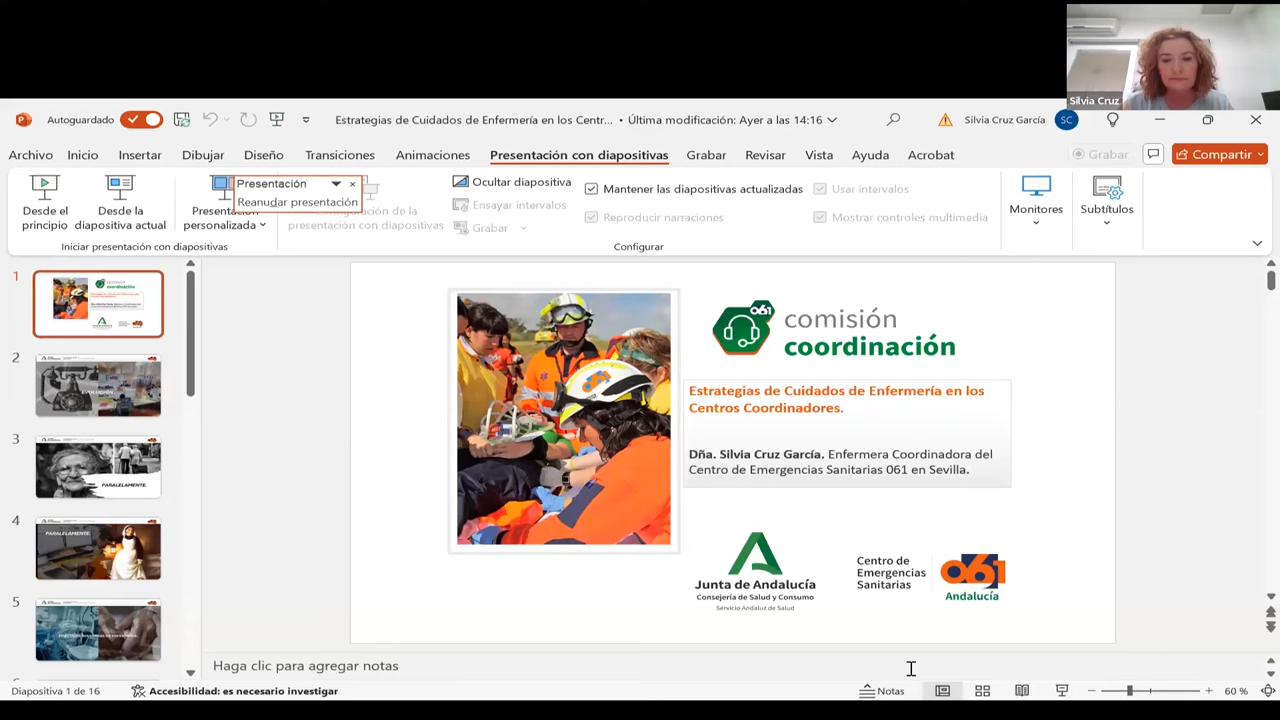 Silvia Cruz
Autoguardado
Estrategias de Cuidados de Enfermería en los Centr... • Última modificación: Ayer a las 14:16
Silvia Cruz García
SC
Archivo Inicio Insertar Dibujar Diseño Transiciones Animaciones Presentación con diapositivas Grabar Revisar Vista Ayuda Acrobat
Grabar
Compartir
Desde el
principio
Desde la
diapositiva actual
Presentación
personalizada
Presentación
Reanudar presentación
Configuración de la
presentación con diapositivas
Ocultar diapositiva
Ensayar intervalos
Grabar
Mantener las diapositivas actualizadas
Reproducir narraciones
Usar intervalos
Mostrar controles multimedia
Monitores
Subtítulos
Iniciar presentación con diapositivas
Configurar
1
2
3
PARALELAMENTE.
4
PARALELAMENTE.
5
061
comisión
coordinación
Estrategias de Cuidados de Enfermería en los
Centros Coordinadores.
Dña. Silvia Cruz García. Enfermera Coordinadora del
Centro de Emergencias Sanitarias 061 en Sevilla.
Junta de Andalucía
Consejería de Salud y Consumo
Servicio Andaluz de Salud
Centro de
Emergencias
Sanitarias
061
Andalucía
Haga clic para agregar notas
Diapositiva 1 de 16
Accesibilidad: es necesario investigar
Notas
60 %